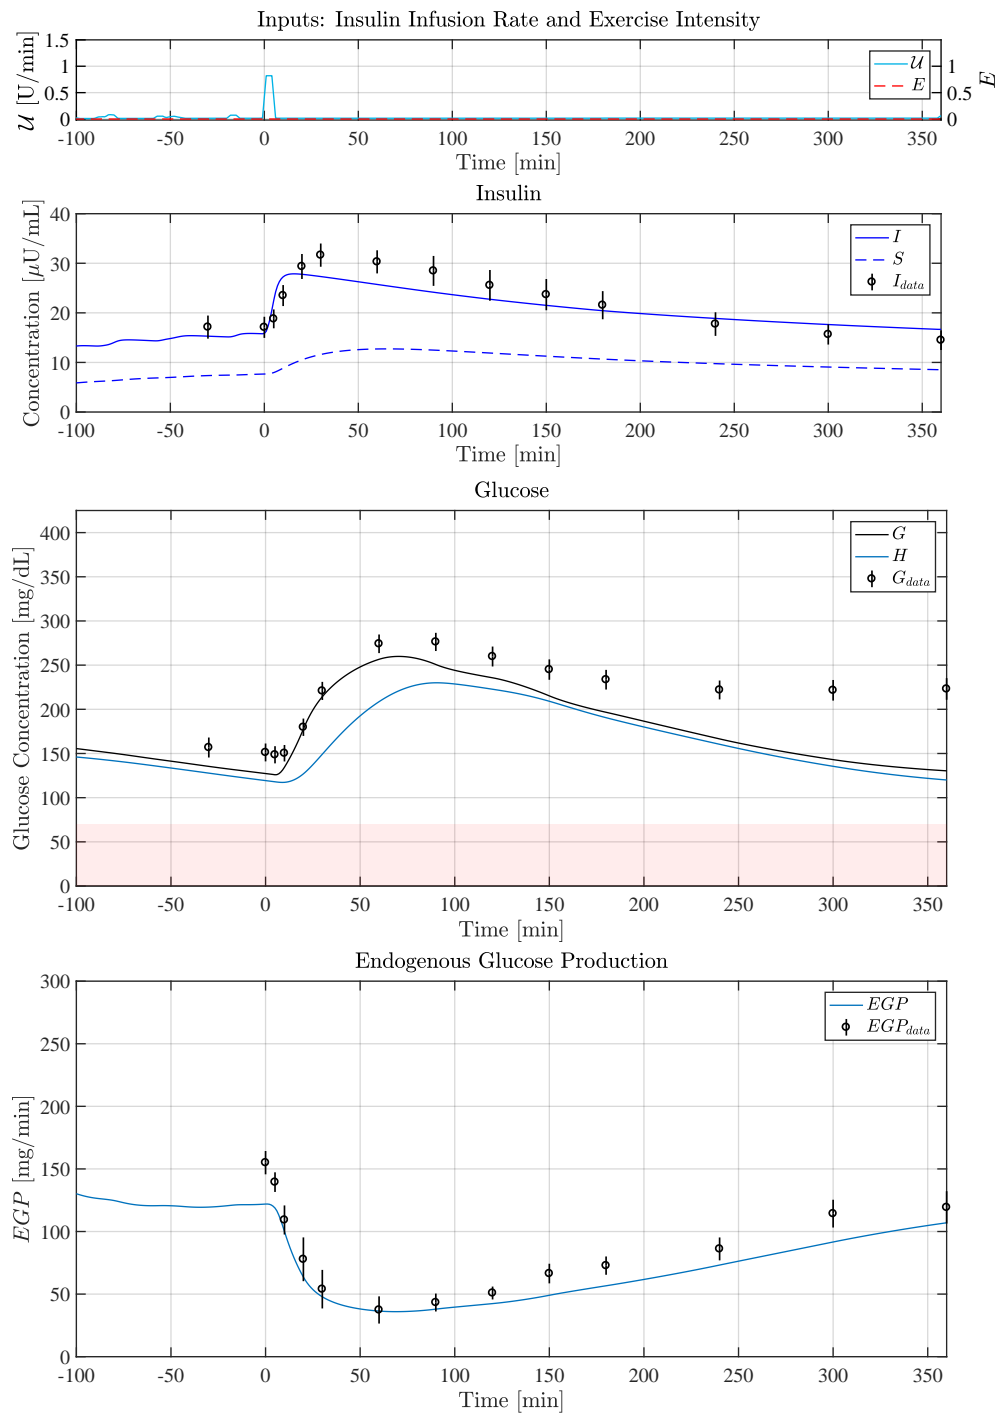 Inputs: Insulin Infusion Rate and Exercise Intensity
𝒰 [U/min]
1.5
1
0.5
0
1
0.5
0
E
𝒰
E
-100 -50 0 50 100 150 200 250 300 350
Time [min]
Insulin
Concentration [μU/mL]
40
30
20
10
0
I
S
I_data
-100 -50 0 50 100 150 200 250 300 350
Time [min]
Glucose
Glucose Concentration [mg/dL]
400
350
300
250
200
150
100
50
0
G
H
G_data
-100 -50 0 50 100 150 200 250 300 350
Time [min]
Endogenous Glucose Production
EGP [mg/min]
300
250
200
150
100
50
0
EGP
EGP_data
-100 -50 0 50 100 150 200 250 300 350
Time [min]